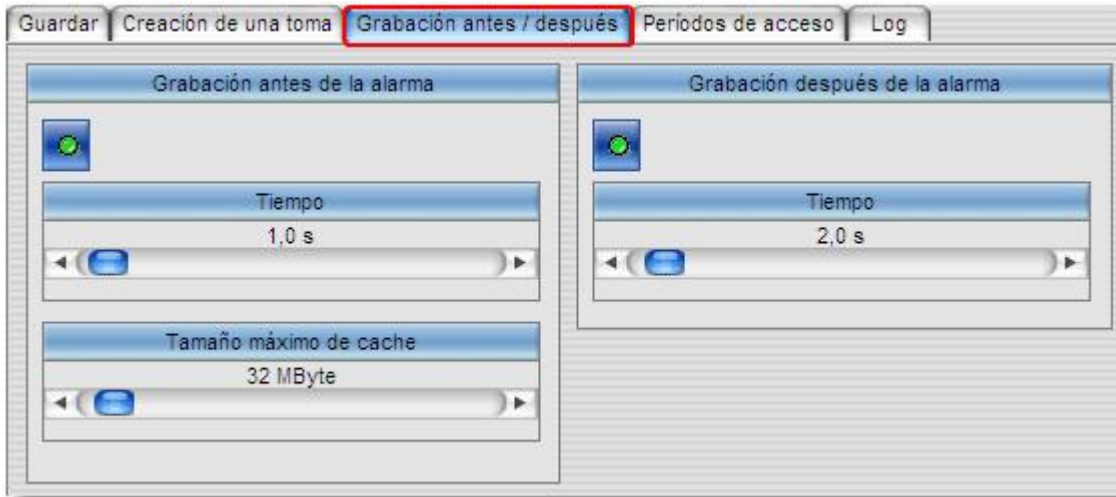 Guardar Creación de una toma Grabación antes / después Períodos de acceso Log
Grabación antes de la alarma
Tiempo
1,0 s
Tamaño máximo de cache
32 MByte
Grabación después de la alarma
Tiempo
2,0 s